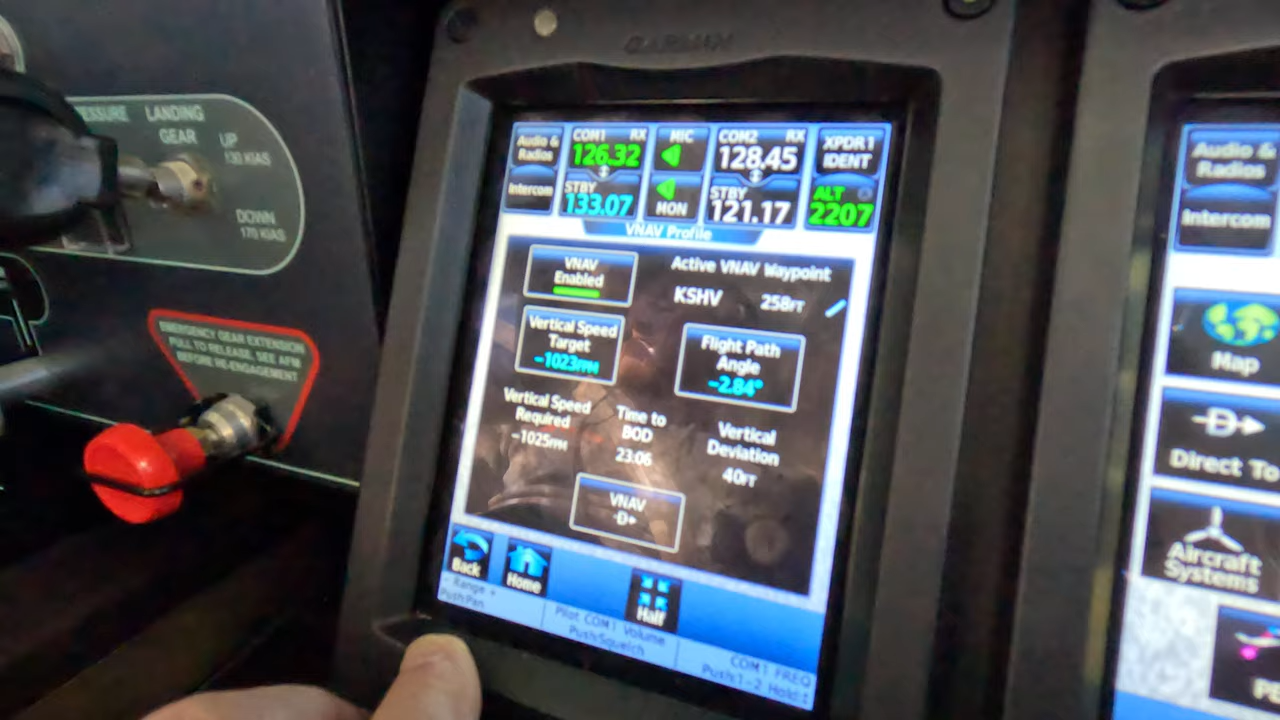 GARMIN
LANDING
GEAR
UP
130 KIAS
DOWN
170 KIAS
EMERGENCY GEAR EXTENSION
PULL TO RELEASE. SEE AFM
BEFORE RE-ENGAGEMENT
Audio &
Radios
Intercom
COM1 RX
126.32
STBY
133.07
MIC
MON
COM2 RX
128.45
STBY
121.17
XPDR1
IDENT
ALT
2207
VNAV Profile
VNAV
Enabled
Active VNAV Waypoint
KSHV 258FT
Vertical Speed
Target
-1023FPM
Flight Path
Angle
-2.84°
Vertical Speed
Required
-1025FPM
Time to
BOD
23:06
Vertical
Deviation
40FT
VNAV
-D→
Back
Home
Half
- Range +
Push:Pan
Pilot COM1 Volume
Push:Squelch
COM1 FREQ
Push:1-2 Hold:↕
Audio &
Radios
Intercom
Map
-D→
Direct To
Aircraft
Systems